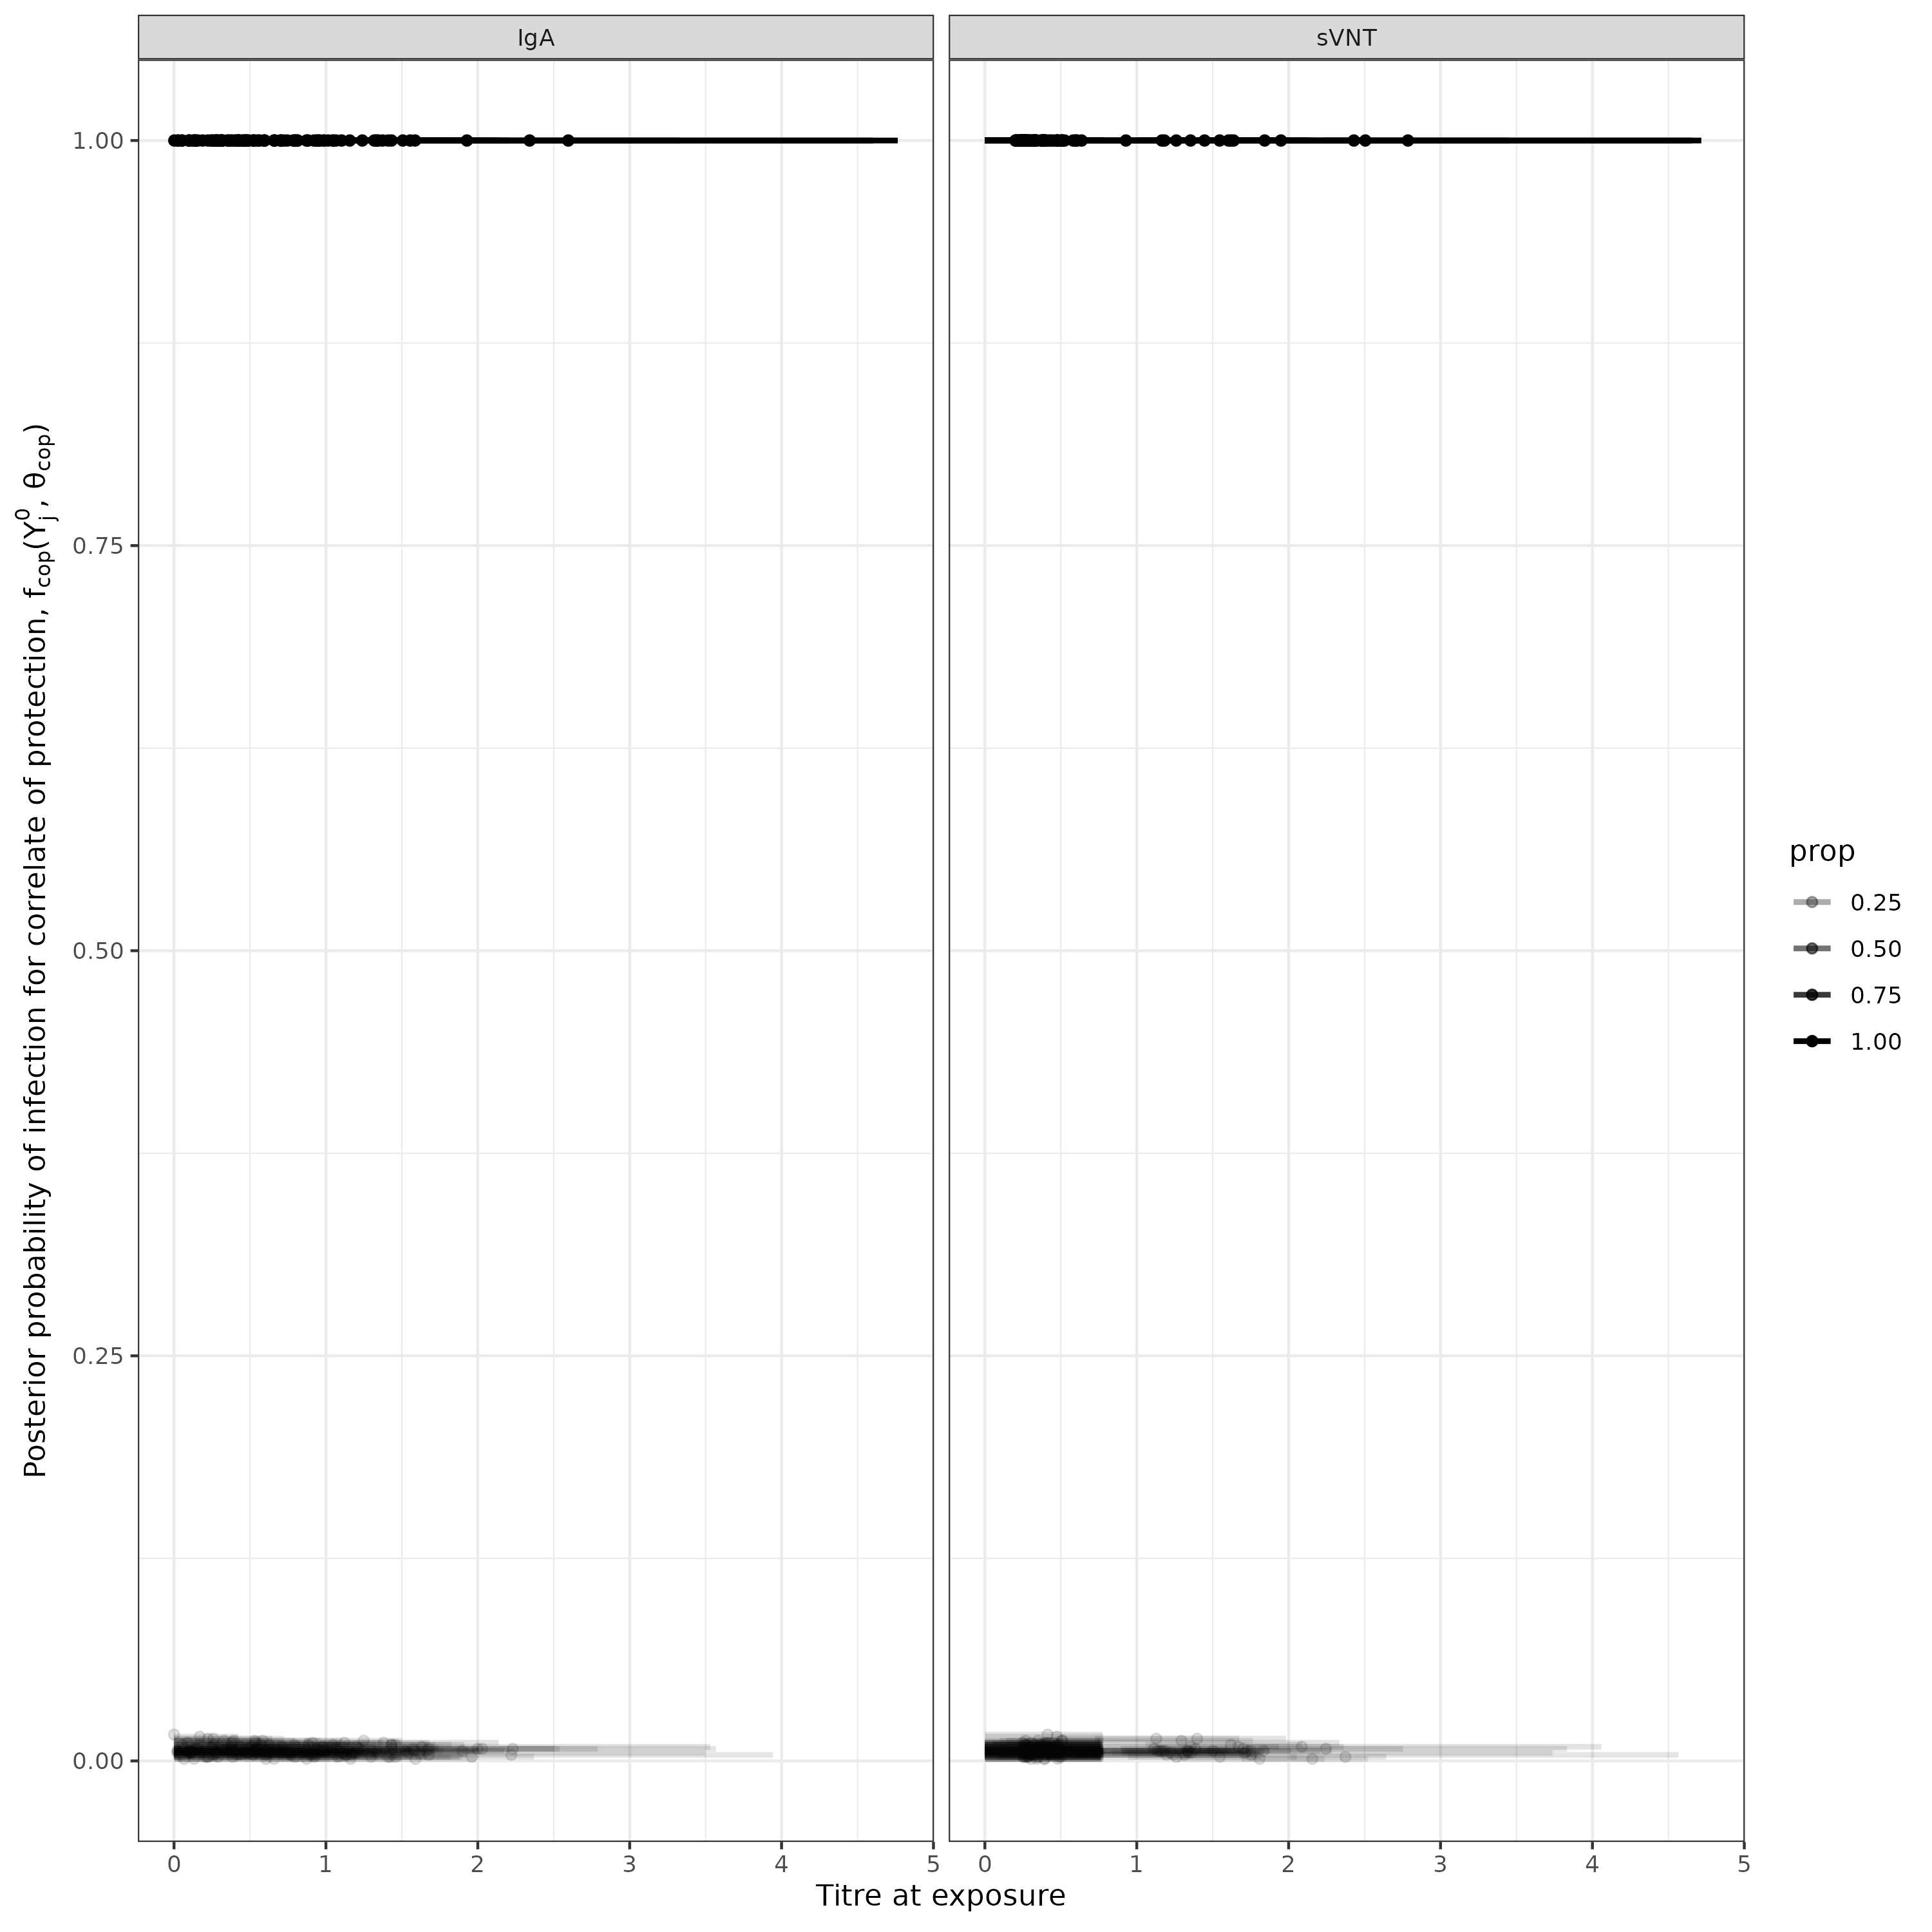 IgA
sVNT
Posterior probability of infection for correlate of protection, f_cop(Y_j^0, θ_cop)
1.00
0.75
0.50
0.25
0.00
0 1 2 3 4 5
0 1 2 3 4 5
Titre at exposure
prop
0.25
0.50
0.75
1.00